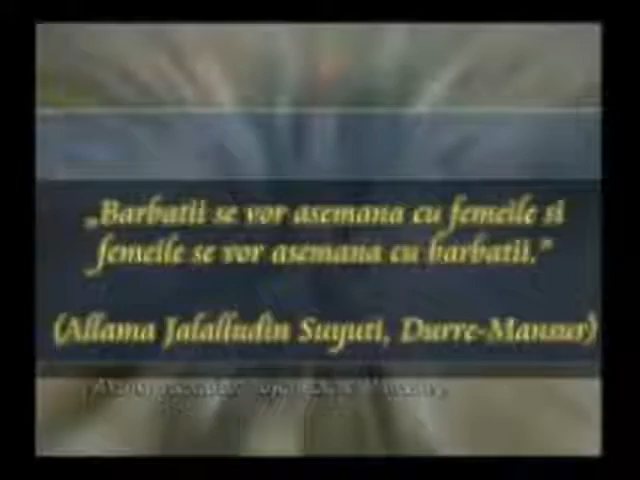 „Barbatii se vor asemana cu femeile si
femeile se vor asemana cu barbatii.”
(Allama Jalalludin Suyuti, Durre-Mansur)